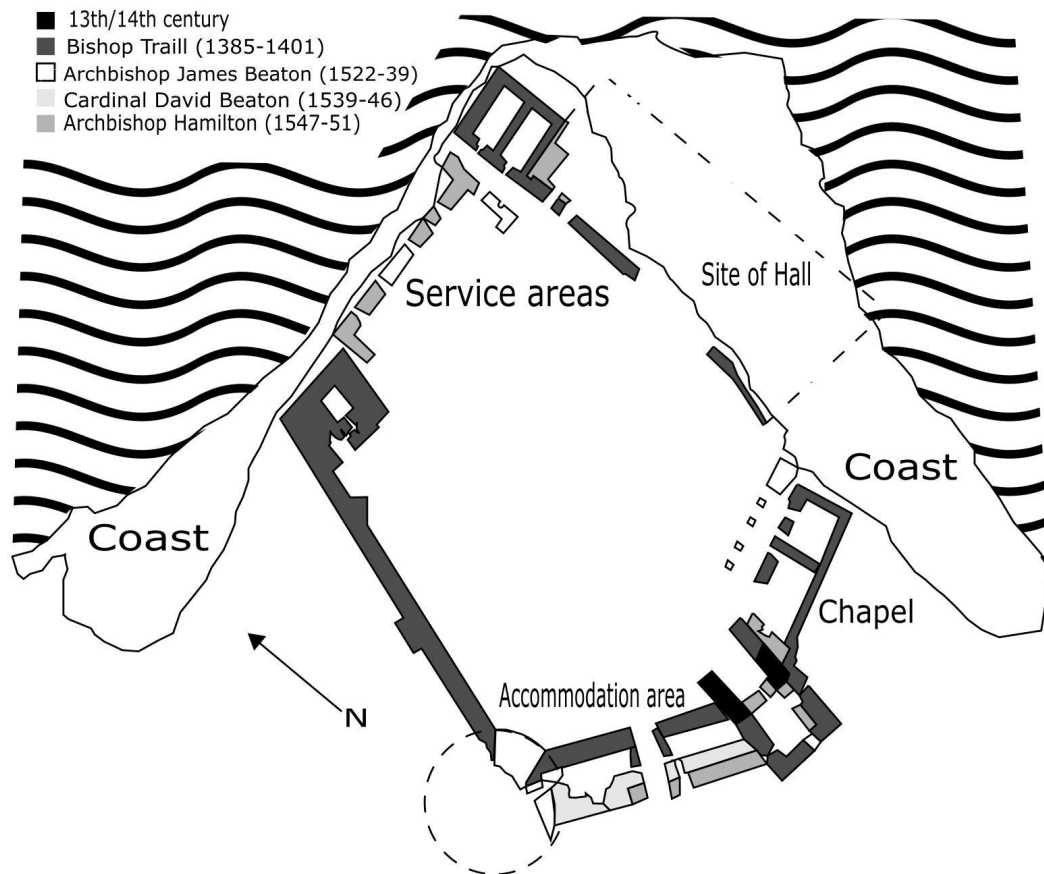 13th/14th century
Bishop Traill (1385-1401)
Archbishop James Beaton (1522-39)
Cardinal David Beaton (1539-46)
Archbishop Hamilton (1547-51)
Site of Hall
Service areas
Coast
Coast
Chapel
Accommodation area
N